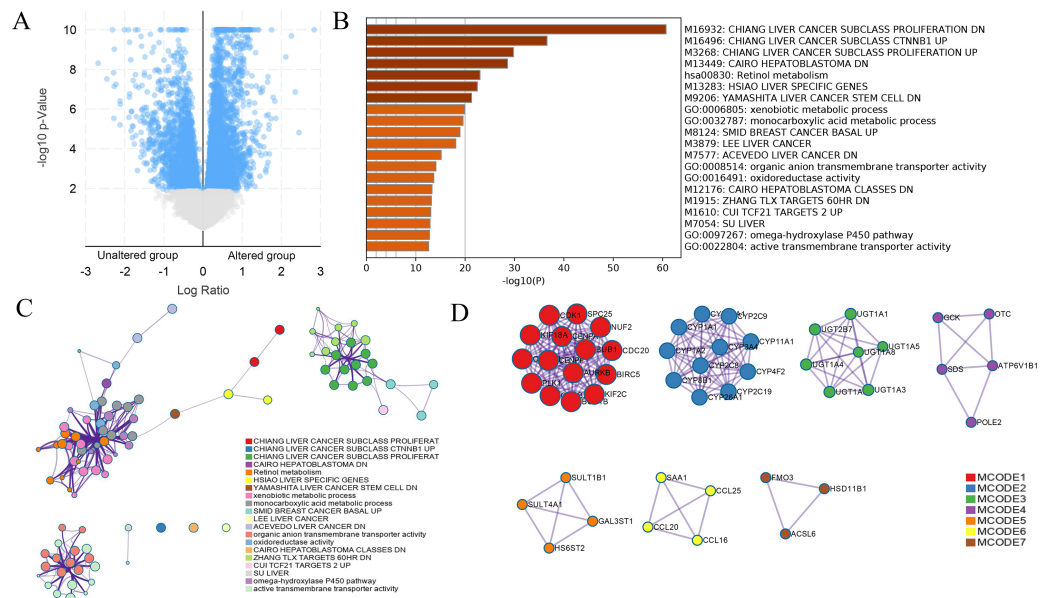 A
B
10
8
6
4
2
-log10 p-Value
Unaltered group
Altered group
-3
-2
-1
0
1
2
3
Log Ratio
M16932: CHIANG LIVER CANCER SUBCLASS PROLIFERATION DN
M16496: CHIANG LIVER CANCER SUBCLASS CTNNB1 UP
M3268: CHIANG LIVER CANCER SUBCLASS PROLIFERATION UP
M13449: CAIRO HEPATOBLASTOMA DN
hsa00830: Retinol metabolism
M13283: HSIAO LIVER SPECIFIC GENES
M9206: YAMASHITA LIVER CANCER STEM CELL DN
GO:0006805: xenobiotic metabolic process
GO:0032787: monocarboxylic acid metabolic process
M8124: SMID BREAST CANCER BASAL UP
M3879: LEE LIVER CANCER
M7577: ACEVEDO LIVER CANCER DN
GO:0008514: organic anion transmembrane transporter activity
GO:0016491: oxidoreductase activity
M12176: CAIRO HEPATOBLASTOMA CLASSES DN
M1915: ZHANG TLX TARGETS 60HR DN
M1610: CUI TCF21 TARGETS 2 UP
M7054: SU LIVER
GO:0097267: omega-hydroxylase P450 pathway
GO:0022804: active transmembrane transporter activity
0
10
20
30
40
50
60
-log10(P)
C
CHIANG LIVER CANCER SUBCLASS PROLIFERAT
CHIANG LIVER CANCER SUBCLASS CTNNB1 UP
CHIANG LIVER CANCER SUBCLASS PROLIFERAT
CAIRO HEPATOBLASTOMA DN
Retinol metabolism
HSIAO LIVER SPECIFIC GENES
YAMASHITA LIVER CANCER STEM CELL DN
xenobiotic metabolic process
monocarboxylic acid metabolic process
SMID BREAST CANCER BASAL UP
LEE LIVER CANCER
ACEVEDO LIVER CANCER DN
organic anion transmembrane transporter activity
oxidoreductase activity
CAIRO HEPATOBLASTOMA CLASSES DN
ZHANG TLX TARGETS 60HR DN
CUI TCF21 TARGETS 2 UP
SU LIVER
omega-hydroxylase P450 pathway
active transmembrane transporter activity
D
CDK1
SPC25
NUF2
KIF18A
BUB1
CDC20
AURKB
BIRC5
PLK1
KIF2C
CYP2C9
CYP1A1
CYP11A1
CYP1A2
CYP3A4
CYP2C8
CYP4F2
CYP8B1
CYP2C19
CYP26A1
UGT1A1
UGT2B7
UGT1A5
UGT1A8
UGT1A4
UGT1A3
GCK
OTC
SDS
ATP6V1B1
POLE2
SULT1B1
SULT4A1
GAL3ST1
HS6ST2
SAA1
CCL25
CCL20
CCL16
FMO3
HSD11B1
ACSL6
MCODE1
MCODE2
MCODE3
MCODE4
MCODE5
MCODE6
MCODE7